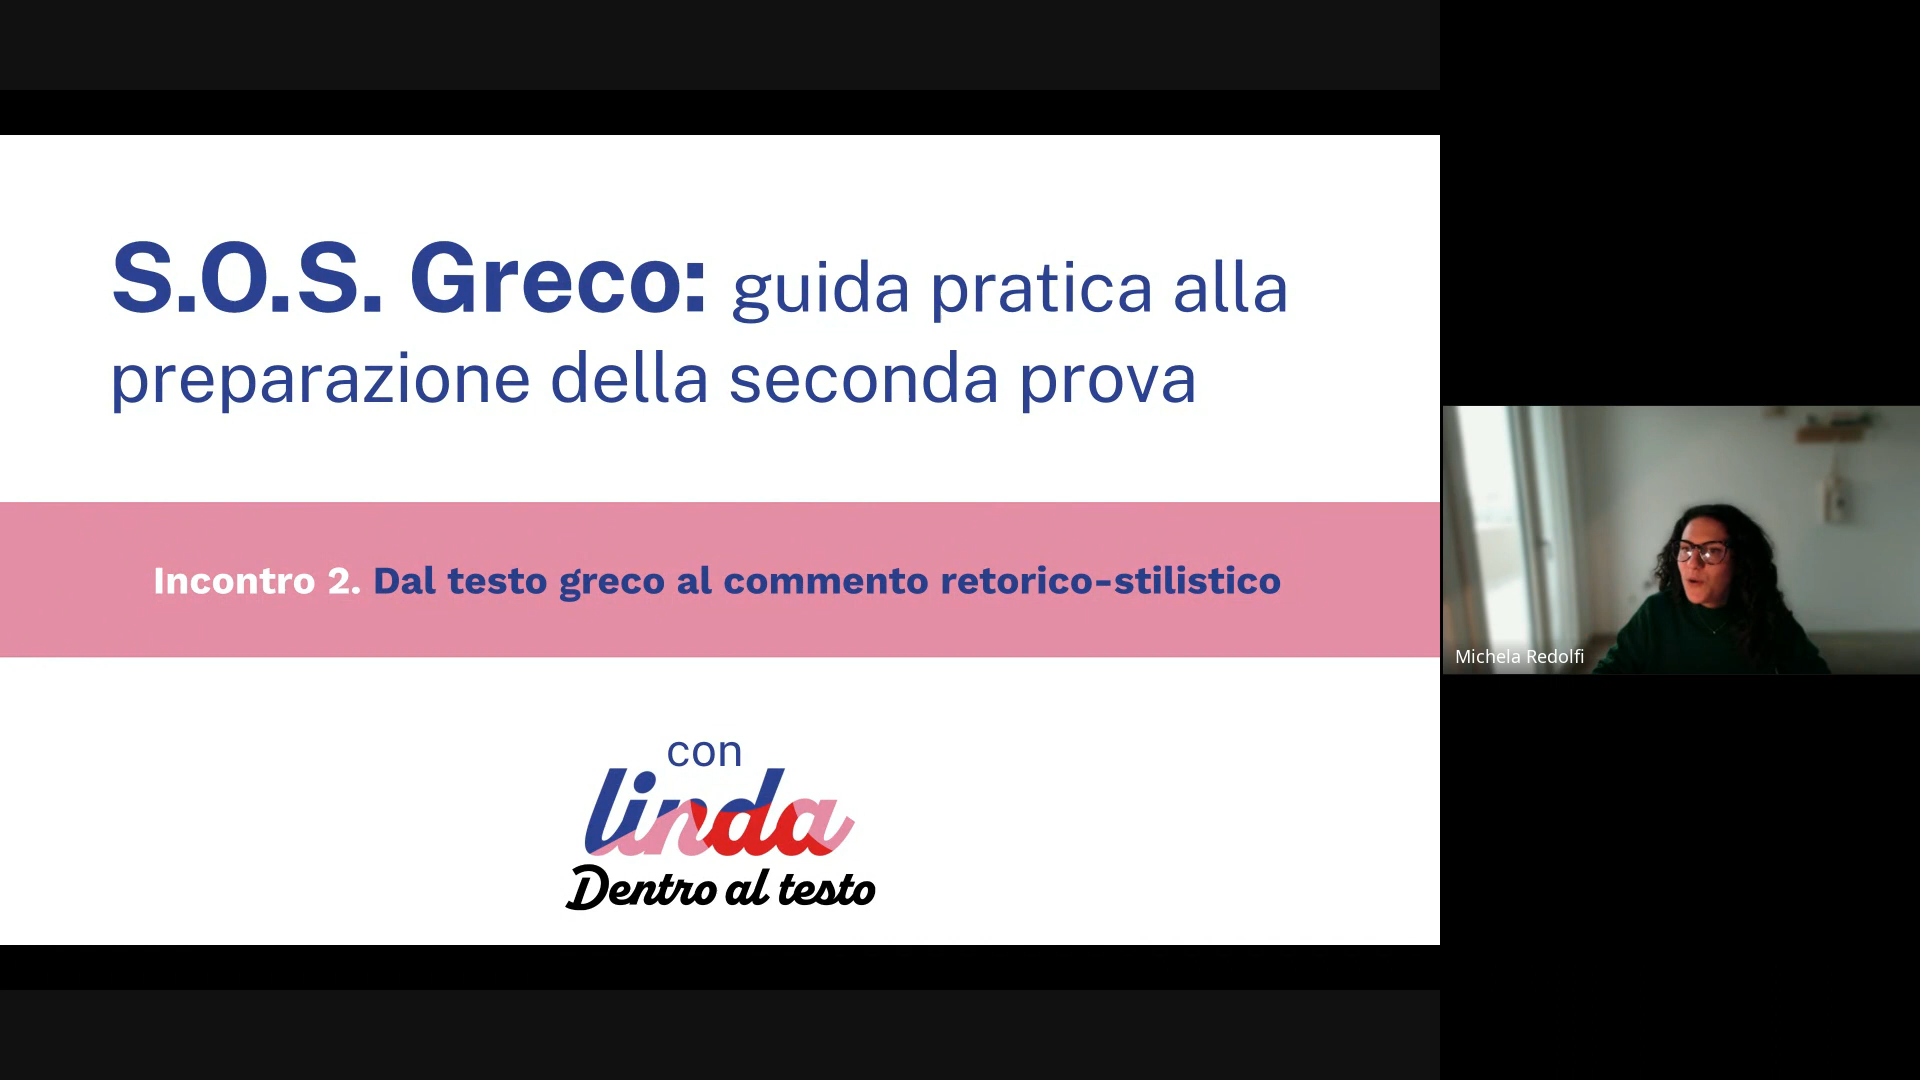 S.O.S. Greco: guida pratica alla
preparazione della seconda prova
Incontro 2. Dal testo greco al commento retorico-stilistico
con
linda
Dentro al testo
Michela Redolfi